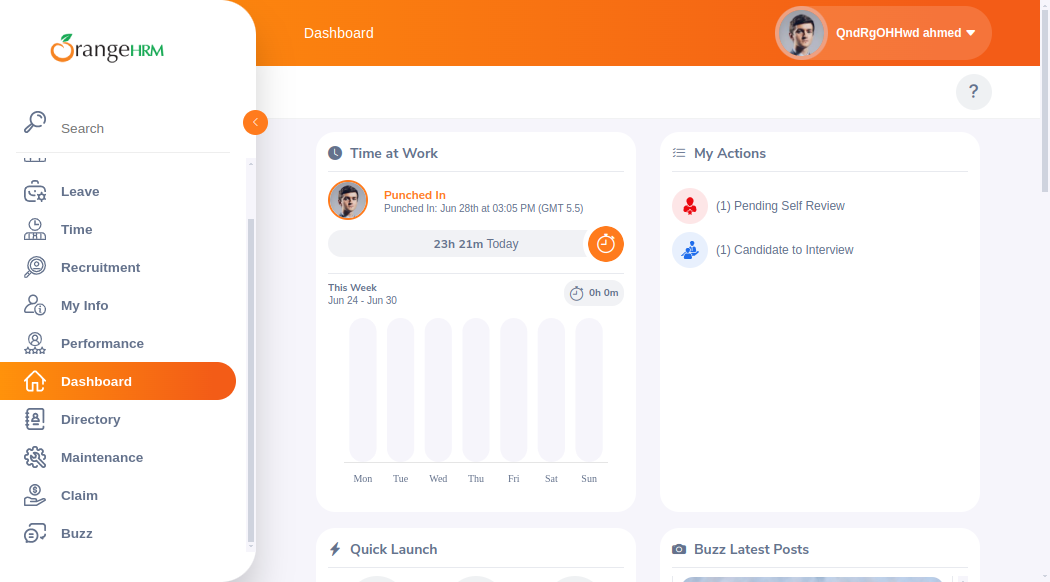 OrangeHRM
Dashboard
QndRgOHHwd ahmed
?
Search
Leave
Time
Recruitment
My Info
Performance
Dashboard
Directory
Maintenance
Claim
Buzz
Time at Work
Punched In
Punched In: Jun 28th at 03:05 PM (GMT 5.5)
23h 21m Today
This Week
Jun 24 - Jun 30
0h 0m
Mon Tue Wed Thu Fri Sat Sun
My Actions
(1) Pending Self Review
(1) Candidate to Interview
Quick Launch
Buzz Latest Posts